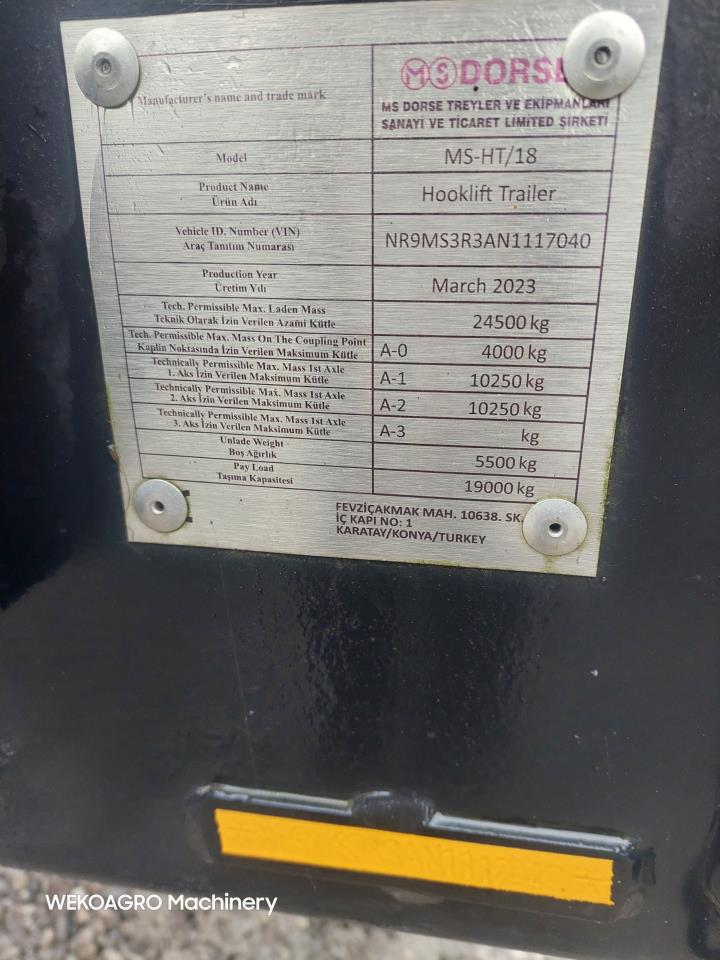 Manufacturer's name and trade mark
MS DORSE
MS DORSE TREYLER VE EKİPMANLARI
SANAYİ VE TİCARET LİMİTED ŞİRKETİ
Model
MS-HT/18
Product Name
Ürün Adı
Hooklift Trailer
Vehicle ID. Number (VIN)
Araç Tanıtım Numarası
NR9MS3R3AN1117040
Production Year
Üretim Yılı
March 2023
Tech. Permissible Max. Laden Mass
Teknik Olarak İzin Verilen Azami Kütle
24500 kg
Tech. Permissible Max. Mass On The Coupling Point
Kaplin Noktasında İzin Verilen Maksimum Kütle
A-0 4000 kg
Technically Permissible Max. Mass 1st Axle
1. Aks İzin Verilen Maksimum Kütle
A-1 10250 kg
Technically Permissible Max. Mass 1st Axle
2. Aks İzin Verilen Maksimum Kütle
A-2 10250 kg
Technically Permissible Max. Mass 1st Axle
3. Aks İzin Verilen Maksimum Kütle
A-3 kg
Unlade Weight
Boş Ağırlık
5500 kg
Pay Load
Taşıma Kapasitesi
19000 kg
FEVZİÇAKMAK MAH. 10638. SK.
İÇ KAPI NO: 1
KARATAY/KONYA/TURKEY
WEKOAGRO Machinery